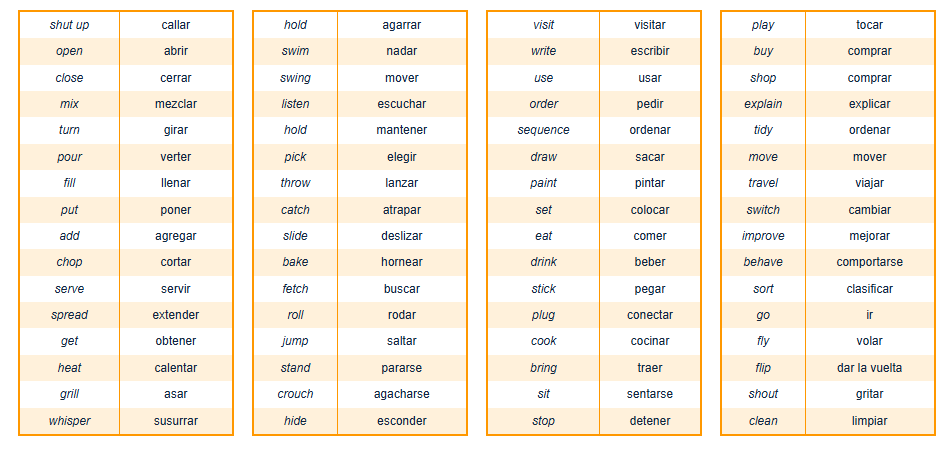 shut up callar
open abrir
close cerrar
mix mezclar
turn girar
pour verter
fill llenar
put poner
add agregar
chop cortar
serve servir
spread extender
get obtener
heat calentar
grill asar
whisper susurrar
hold agarrar
swim nadar
swing mover
listen escuchar
hold mantener
pick elegir
throw lanzar
catch atrapar
slide deslizar
bake hornear
fetch buscar
roll rodar
jump saltar
stand pararse
crouch agacharse
hide esconder
visit visitar
write escribir
use usar
order pedir
sequence ordenar
draw sacar
paint pintar
set colocar
eat comer
drink beber
stick pegar
plug conectar
cook cocinar
bring traer
sit sentarse
stop detener
play tocar
buy comprar
shop comprar
explain explicar
tidy ordenar
move mover
travel viajar
switch cambiar
improve mejorar
behave comportarse
sort clasificar
go ir
fly volar
flip dar la vuelta
shout gritar
clean limpiar